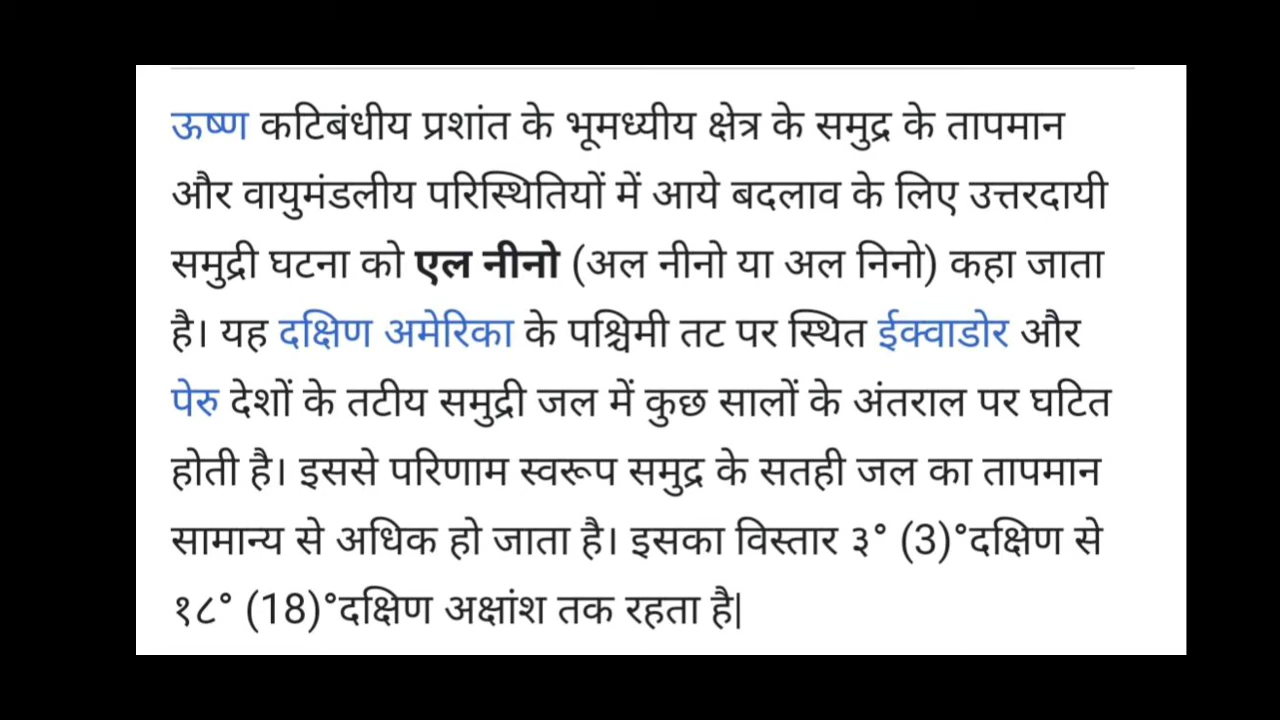 ऊष्ण कटिबंधीय प्रशांत के भूमध्यीय क्षेत्र के समुद्र के तापमान
और वायुमंडलीय परिस्थितियों में आये बदलाव के लिए उत्तरदायी
समुद्री घटना को एल नीनो (अल नीनो या अल निनो) कहा जाता
है। यह दक्षिण अमेरिका के पश्चिमी तट पर स्थित ईक्वाडोर और
पेरु देशों के तटीय समुद्री जल में कुछ सालों के अंतराल पर घटित
होती है। इससे परिणाम स्वरूप समुद्र के सतही जल का तापमान
सामान्य से अधिक हो जाता है। इसका विस्तार ३° (3)°दक्षिण से
१८° (18)°दक्षिण अक्षांश तक रहता है|